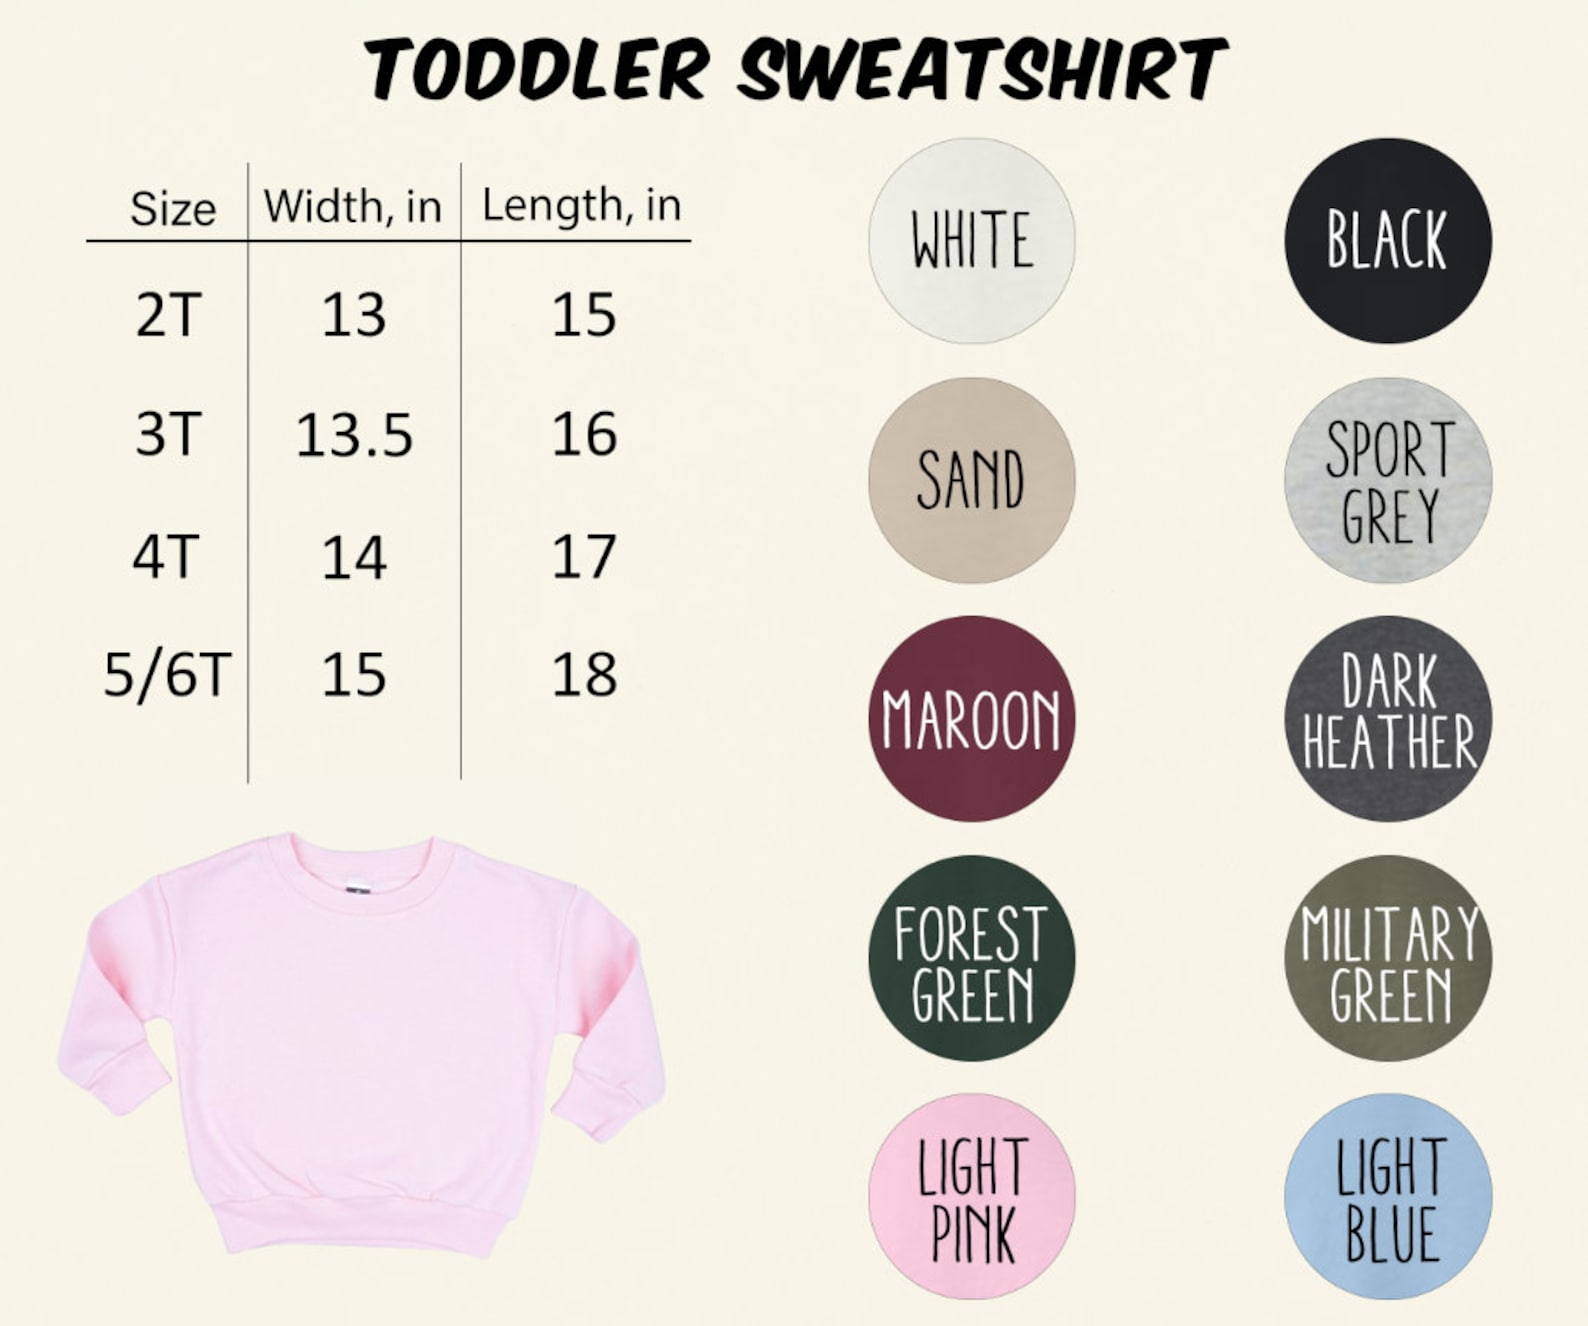 TODDLER SWEATSHIRT
Size Width, in Length, in
2T 13 15
3T 13.5 16
4T 14 17
5/6T 15 18
WHITE
BLACK
SAND
SPORT
GREY
MAROON
DARK
HEATHER
FOREST
GREEN
MILITARY
GREEN
LIGHT
PINK
LIGHT
BLUE